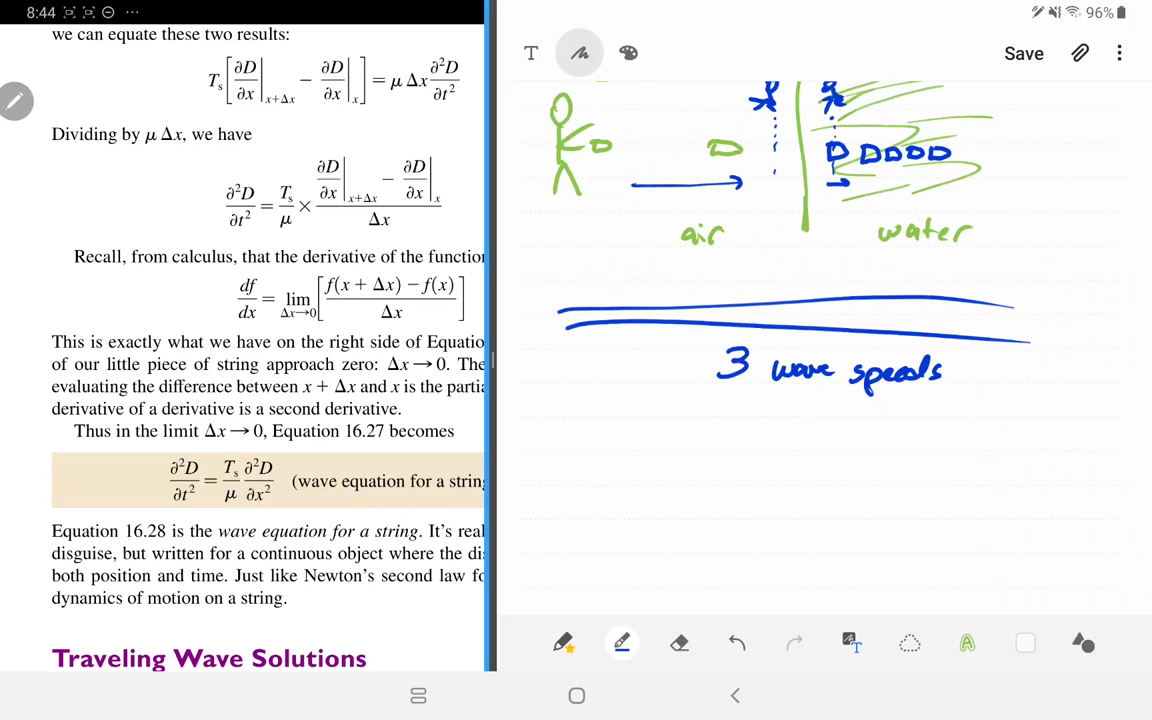 8:44
96%
we can equate these two results:
Ts[∂D/∂x|x+Δx − ∂D/∂x|x] = μ Δx ∂²D/∂t²
Dividing by μ Δx, we have
∂²D/∂t² = Ts/μ × (∂D/∂x|x+Δx − ∂D/∂x|x)/Δx
Recall, from calculus, that the derivative of the function
df/dx = lim Δx→0 [f(x + Δx) − f(x)/Δx]
This is exactly what we have on the right side of Equatio
of our little piece of string approach zero: Δx → 0. The
evaluating the difference between x + Δx and x is the partia
derivative of a derivative is a second derivative.
Thus in the limit Δx → 0, Equation 16.27 becomes
∂²D/∂t² = Ts/μ ∂²D/∂x² (wave equation for a string
Equation 16.28 is the wave equation for a string. It's real
disguise, but written for a continuous object where the di
both position and time. Just like Newton's second law fo
dynamics of motion on a string.
Traveling Wave Solutions
T
Save
D D D D D D D
air water
3 wave speeds